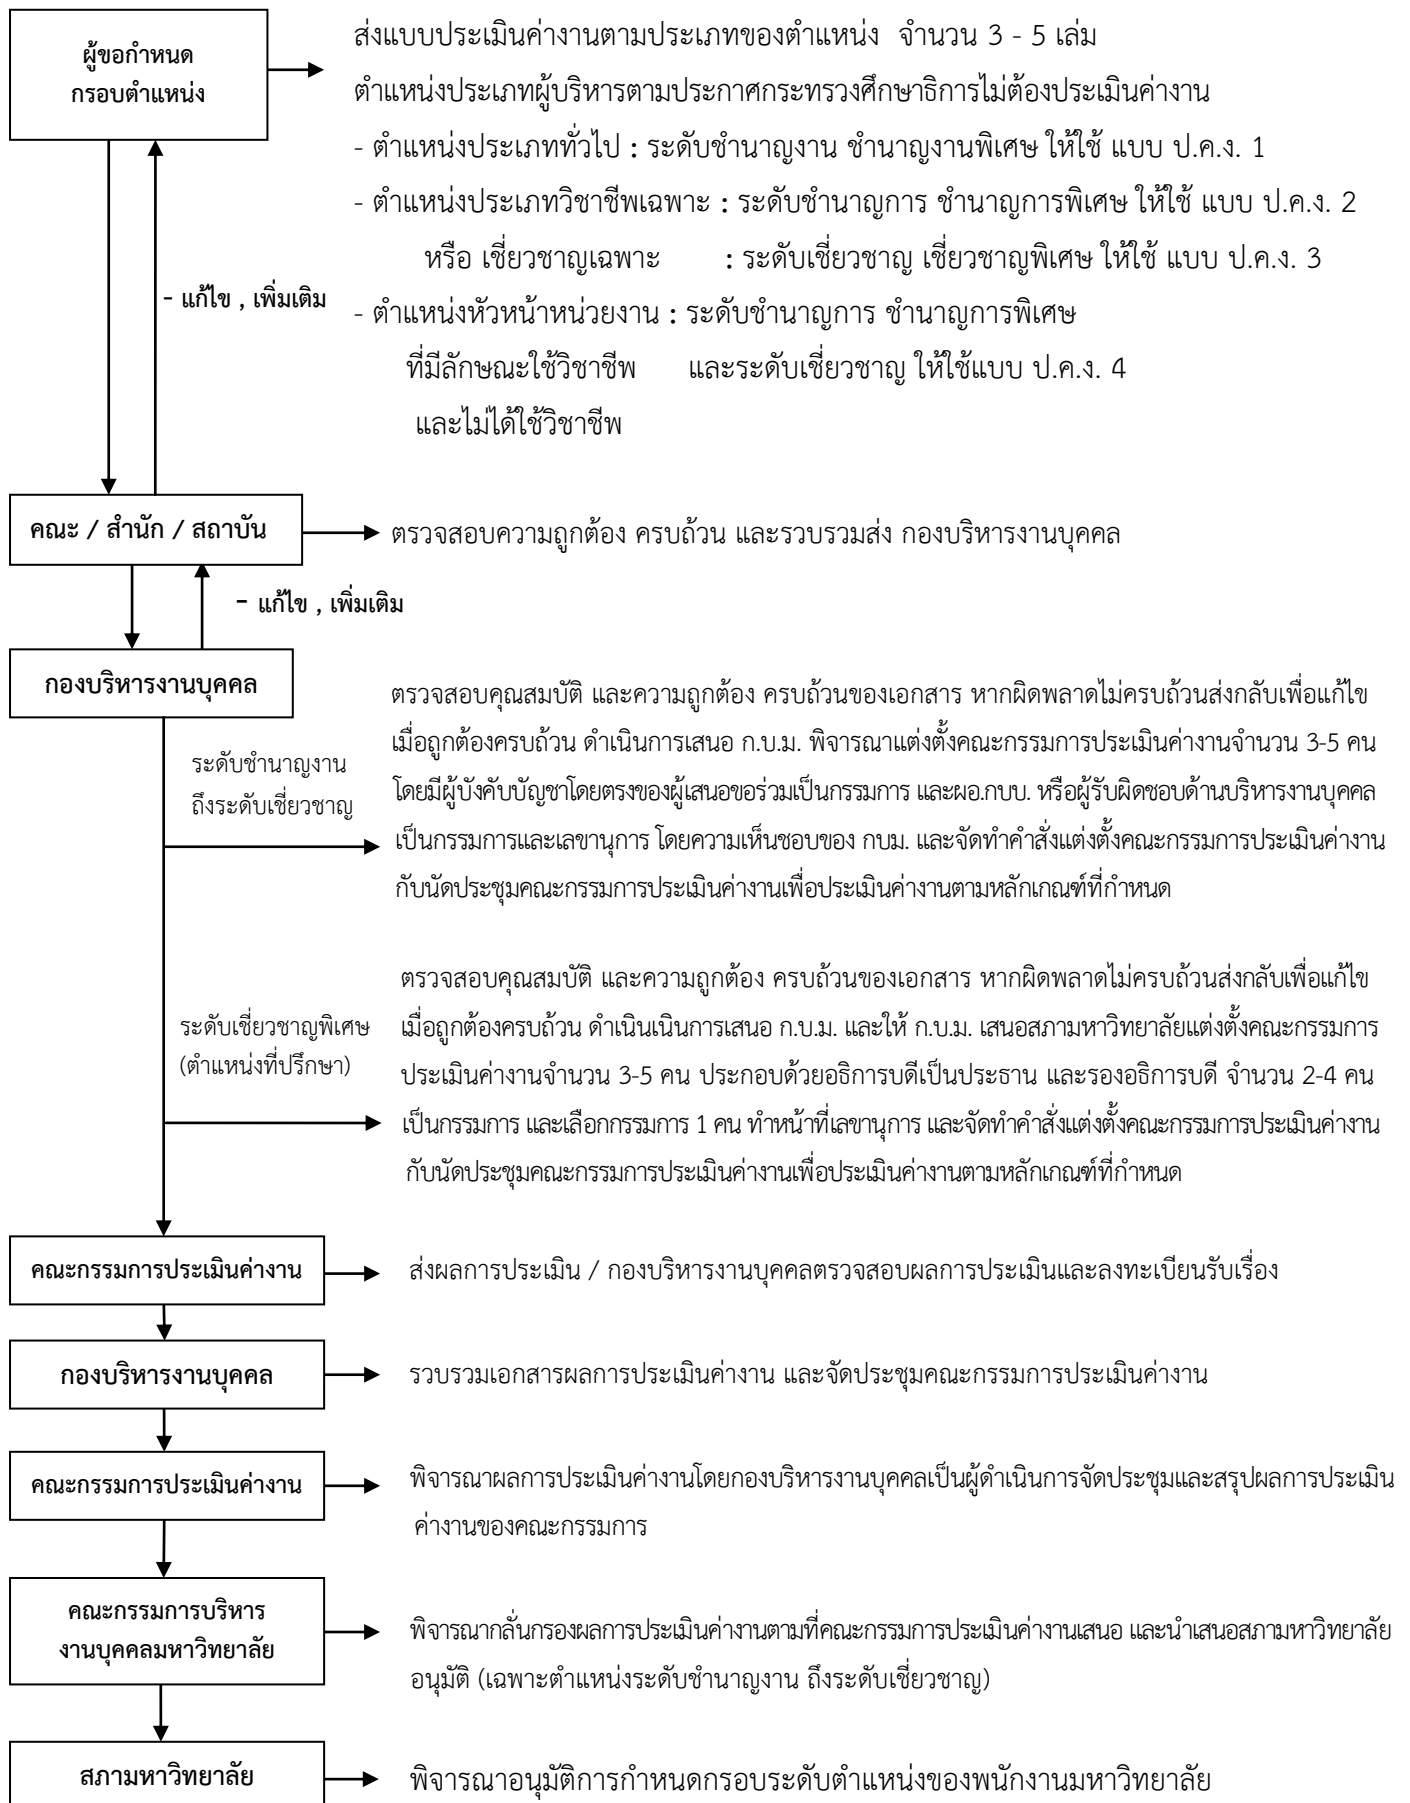 ผู้ขอกำหนด
กรอบตำแหน่ง
ส่งแบบประเมินค่างานตามประเภทของตำแหน่ง จำนวน 3 - 5 เล่ม
ตำแหน่งประเภทผู้บริหารตามประกาศกระทรวงศึกษาธิการไม่ต้องประเมินค่างาน
- ตำแหน่งประเภททั่วไป : ระดับชำนาญงาน ชำนาญงานพิเศษ ให้ใช้ แบบ ป.ค.ง. 1
- ตำแหน่งประเภทวิชาชีพเฉพาะ : ระดับชำนาญการ ชำนาญการพิเศษ ให้ใช้ แบบ ป.ค.ง. 2
หรือ เชี่ยวชาญเฉพาะ : ระดับเชี่ยวชาญ เชี่ยวชาญพิเศษ ให้ใช้ แบบ ป.ค.ง. 3
- แก้ไข , เพิ่มเติม
- ตำแหน่งหัวหน้าหน่วยงาน : ระดับชำนาญการ ชำนาญการพิเศษ
ที่มีลักษณะใช้วิชาชีพ และระดับเชี่ยวชาญ ให้ใช้แบบ ป.ค.ง. 4
และไม่ได้ใช้วิชาชีพ
คณะ / สำนัก / สถาบัน
ตรวจสอบความถูกต้อง ครบถ้วน และรวบรวมส่ง กองบริหารงานบุคคล
- แก้ไข , เพิ่มเติม
กองบริหารงานบุคคล
ระดับชำนาญงาน
ถึงระดับเชี่ยวชาญ
ตรวจสอบคุณสมบัติ และความถูกต้อง ครบถ้วนของเอกสาร หากผิดพลาดไม่ครบถ้วนส่งกลับเพื่อแก้ไข
เมื่อถูกต้องครบถ้วน ดำเนินการเสนอ ก.บ.ม. พิจารณาแต่งตั้งคณะกรรมการประเมินค่างานจำนวน 3-5 คน
โดยมีผู้บังคับบัญชาโดยตรงของผู้เสนอขอร่วมเป็นกรรมการ และผอ.กบบ. หรือผู้รับผิดชอบด้านบริหารงานบุคคล
เป็นกรรมการและเลขานุการ โดยความเห็นชอบของ กบม. และจัดทำคำสั่งแต่งตั้งคณะกรรมการประเมินค่างาน
กับนัดประชุมคณะกรรมการประเมินค่างานเพื่อประเมินค่างานตามหลักเกณฑ์ที่กำหนด
ระดับเชี่ยวชาญพิเศษ
(ตำแหน่งที่ปรึกษา)
ตรวจสอบคุณสมบัติ และความถูกต้อง ครบถ้วนของเอกสาร หากผิดพลาดไม่ครบถ้วนส่งกลับเพื่อแก้ไข
เมื่อถูกต้องครบถ้วน ดำเนินเนินการเสนอ ก.บ.ม. และให้ ก.บ.ม. เสนอสภามหาวิทยาลัยแต่งตั้งคณะกรรมการ
ประเมินค่างานจำนวน 3-5 คน ประกอบด้วยอธิการบดีเป็นประธาน และรองอธิการบดี จำนวน 2-4 คน
เป็นกรรมการ และเลือกกรรมการ 1 คน ทำหน้าที่เลขานุการ และจัดทำคำสั่งแต่งตั้งคณะกรรมการประเมินค่างาน
กับนัดประชุมคณะกรรมการประเมินค่างานเพื่อประเมินค่างานตามหลักเกณฑ์ที่กำหนด
คณะกรรมการประเมินค่างาน
ส่งผลการประเมิน / กองบริหารงานบุคคลตรวจสอบผลการประเมินและลงทะเบียนรับเรื่อง
กองบริหารงานบุคคล
รวบรวมเอกสารผลการประเมินค่างาน และจัดประชุมคณะกรรมการประเมินค่างาน
คณะกรรมการประเมินค่างาน
พิจารณาผลการประเมินค่างานโดยกองบริหารงานบุคคลเป็นผู้ดำเนินการจัดประชุมและสรุปผลการประเมิน
ค่างานของคณะกรรมการ
คณะกรรมการบริหาร
งานบุคคลมหาวิทยาลัย
พิจารณากลั่นกรองผลการประเมินค่างานตามที่คณะกรรมการประเมินค่างานเสนอ และนำเสนอสภามหาวิทยาลัย
อนุมัติ (เฉพาะตำแหน่งระดับชำนาญงาน ถึงระดับเชี่ยวชาญ)
สภามหาวิทยาลัย
พิจารณาอนุมัติการกำหนดกรอบระดับตำแหน่งของพนักงานมหาวิทยาลัย